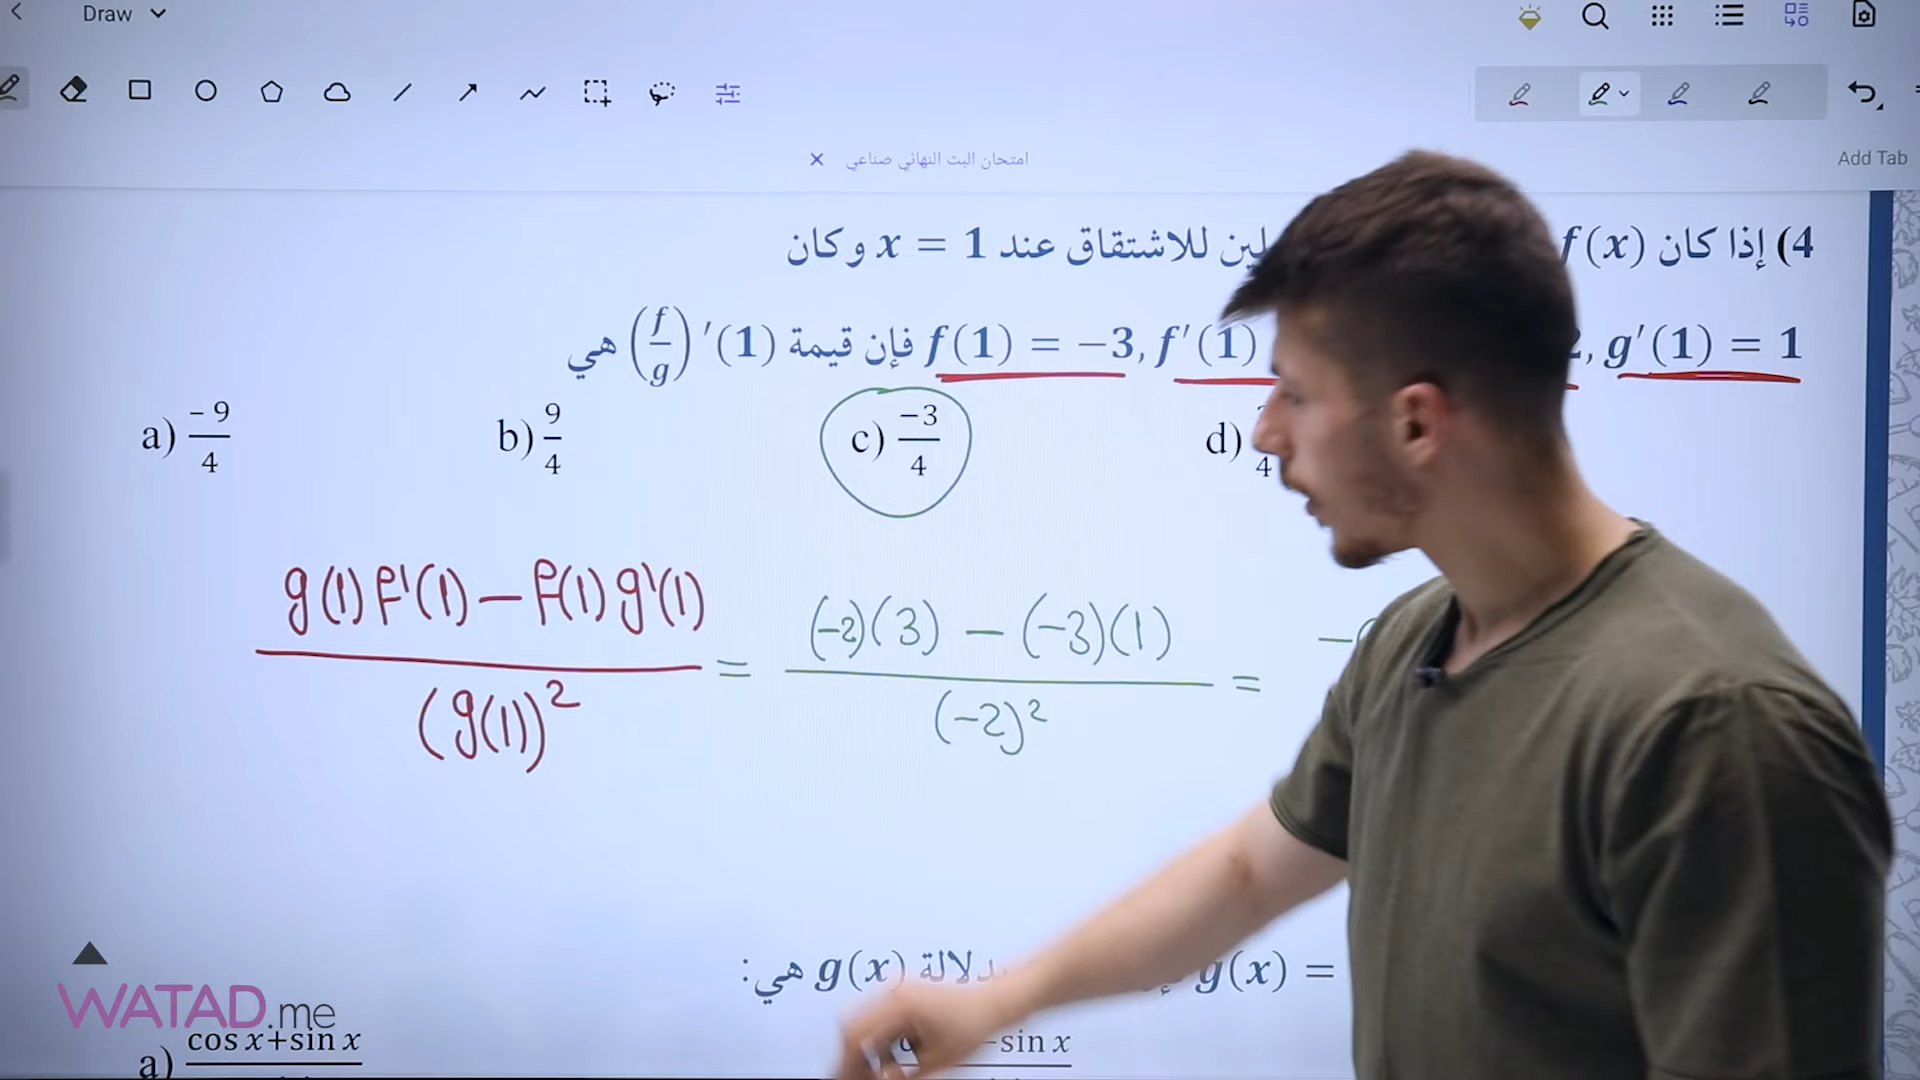 Draw
امتحان البت النهائي صناعي
Add Tab
4) إذا كان f(x) لين للاشتقاق عند x = 1 وكان
f(1) = −3, f′(1) , g′(1) = 1 فإن قيمة (f/g)′(1) هي
a) −9/4 b) 9/4 c) −3/4 d) /4
g(1) f'(1) − f(1) g'(1) / (g(1))² = (−2)(3) − (−3)(1) / (−2)² =
g(x) = بدلالة g(x) هي:
WATAD.me
a) cos x+sin x −sin x